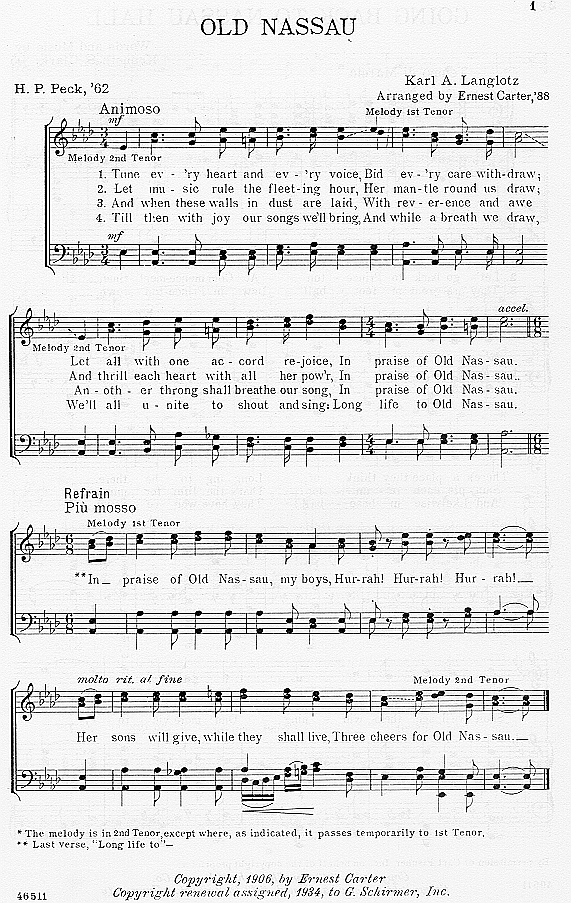 1
OLD NASSAU
H. P. Peck, '62
Karl A. Langlotz
Arranged by Ernest Carter,'88
Animoso
mf
Melody 1st Tenor
Melody 2nd Tenor
1. Tune ev - 'ry heart and ev - 'ry voice, Bid ev - 'ry care with-draw;
2. Let mu - sic rule the fleet-ing hour, Her man-tle round us draw;
3. And when these walls in dust are laid, With rev - er-ence and awe
4. Till then with joy our songs we'll bring, And while a breath we draw,
mf
accel.
Melody 2nd Tenor
Let all with one ac - cord re-joice, In praise of Old Nas - sau.
And thrill each heart with all her pow'r, In praise of Old Nas - sau..
An - oth - er throng shall breathe our song, In praise of Old Nas - sau.
We'll all u - nite to shout and sing: Long life to Old Nas - sau.
Refrain
Più mosso
Melody 1st Tenor
**In_ praise of Old Nas - sau, my boys, Hur-rah! Hur-rah! Hur - rah!__
molto rit. al fine
Melody 2nd Tenor
Her sons will give, while they shall live, Three cheers for Old Nas - sau.__
* The melody is in 2nd Tenor, except where, as indicated, it passes temporarily to 1st Tenor.
** Last verse, "Long life to"—
Copyright, 1906, by Ernest Carter
Copyright renewal assigned, 1934, to G. Schirmer, Inc.
46511